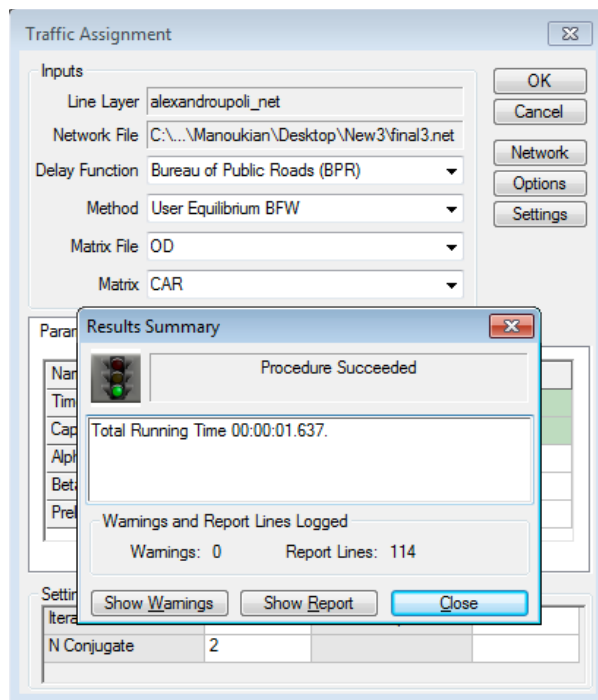 Traffic Assignment
Inputs
Line Layer alexandroupoli_net
Network File C:\...\Manoukian\Desktop\New3\final3.net
Delay Function Bureau of Public Roads (BPR)
Method User Equilibrium BFW
Matrix File OD
Matrix CAR
OK
Cancel
Network
Options
Settings
Results Summary
Procedure Succeeded
Total Running Time 00:00:01.637.
Warnings and Report Lines Logged
Warnings: 0 Report Lines: 114
Show Warnings Show Report Close
N Conjugate 2